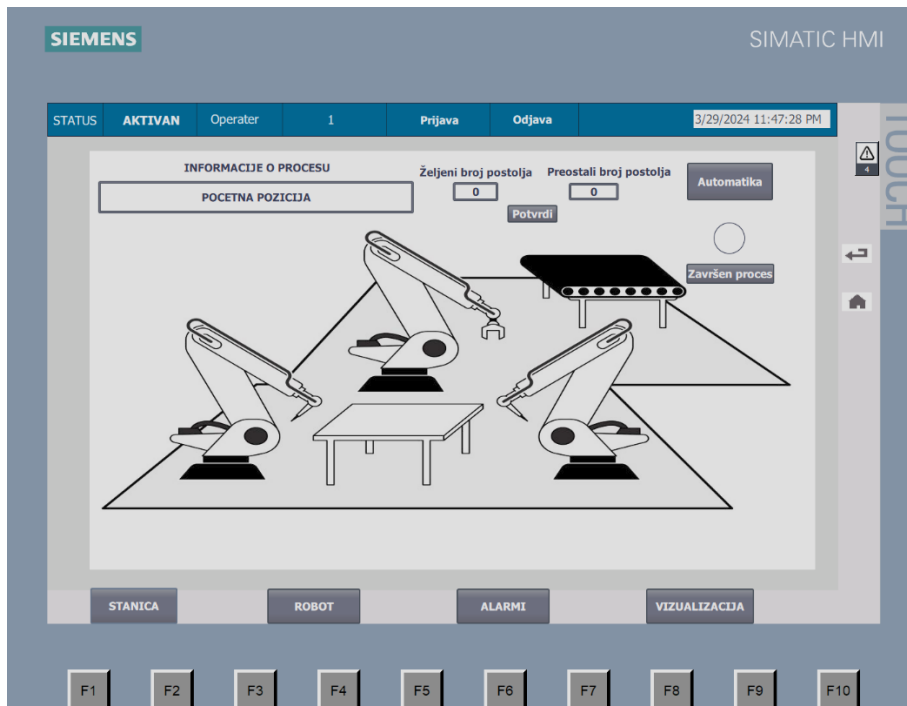 SIEMENS
SIMATIC HMI
TOUCH
STATUS AKTIVAN Operater 1 Prijava Odjava 3/29/2024 11:47:28 PM
4
INFORMACIJE O PROCESU
POCETNA POZICIJA
Željeni broj postolja Preostali broj postolja
0 0
Potvrdi
Automatika
Završen proces
STANICA ROBOT ALARMI VIZUALIZACIJA
F1 F2 F3 F4 F5 F6 F7 F8 F9 F10